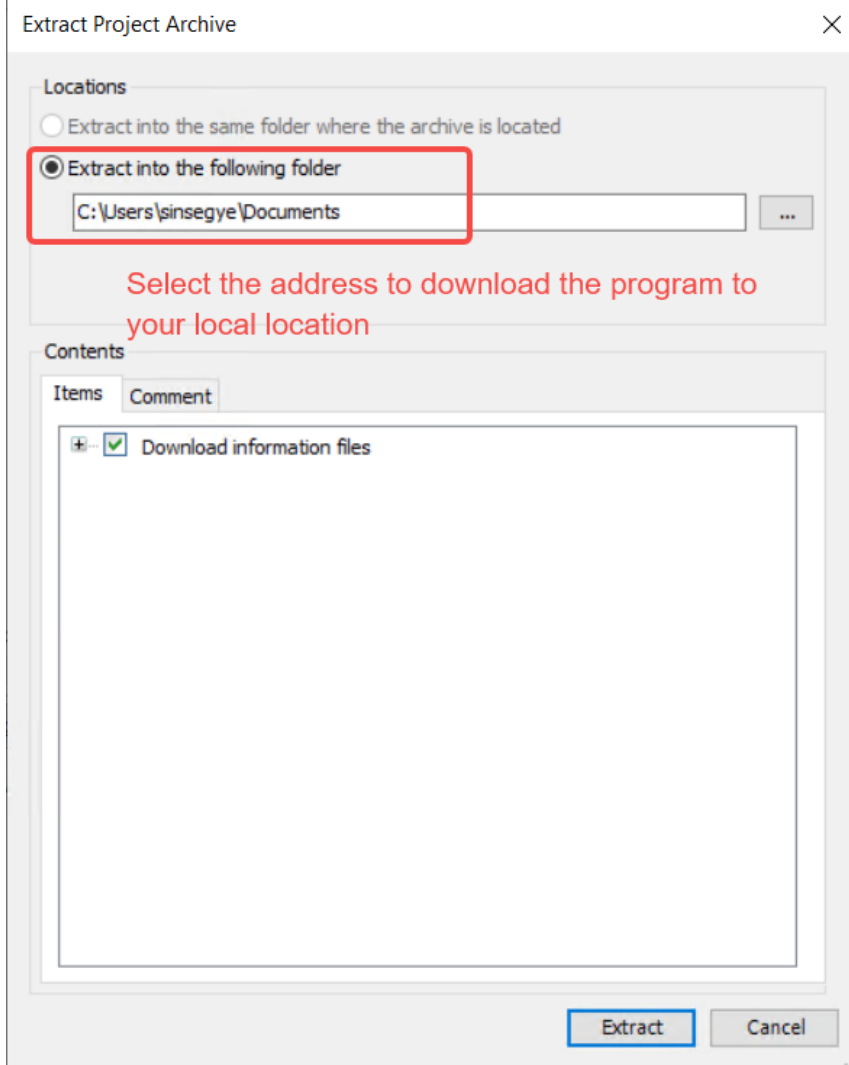 Extract Project Archive
Locations
Extract into the same folder where the archive is located
Extract into the following folder
C:\Users\sinsegye\Documents
...
Select the address to download the program to
your local location
Contents
Items
Comment
Download information files
Extract
Cancel